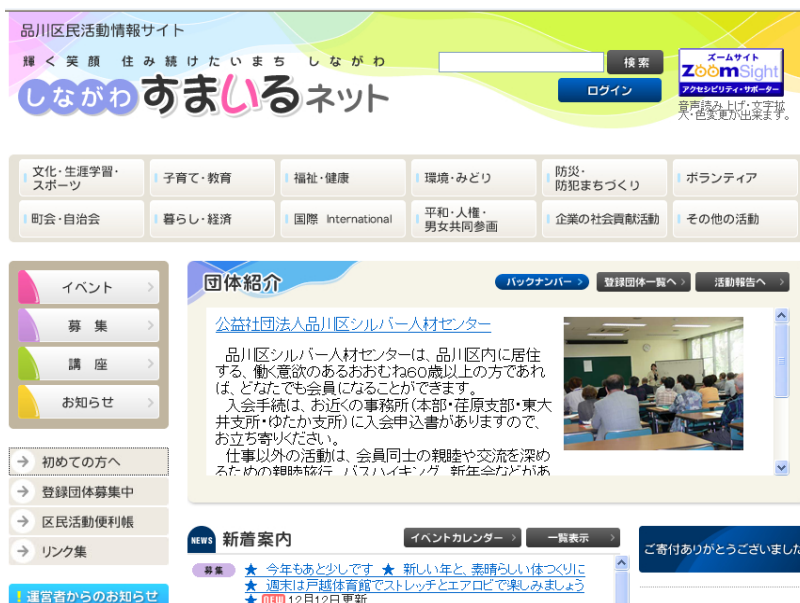 品川区民活動情報サイト
輝く笑顔 住み続けたいまち しながわ
しながわすまいるネット
検索
ログイン
ズームサイト
ZoomSight
アクセシビリティ・サポーター
音声読み上げ・文字拡
大・色変更が出来ます。
文化・生涯学習・
スポーツ
子育て・教育
福祉・健康
環境・みどり
防災・
防犯まちづくり
ボランティア
町会・自治会
暮らし・経済
国際 International
平和・人権・
男女共同参画
企業の社会貢献活動
その他の活動
イベント
募 集
講 座
お知らせ
初めての方へ
登録団体募集中
区民活動便利帳
リンク集
!運営者からのお知らせ
団体紹介
バックナンバー
登録団体一覧へ
活動報告へ
公益社団法人品川区シルバー人材センター
品川区シルバー人材センターは、品川区内に居住
する、働く意欲のあるおおむね60歳以上の方であれ
ば、どなたでも会員になることができます。
入会手続は、お近くの事務所(本部・荏原支部・東大
井支所・ゆたか支所)に入会申込書がありますので、
お立ち寄りください。
仕事以外の活動は、会員同士の親睦や交流を深め
るための親睦旅行、バスハイキング、新年会などがあ
NEWS 新着案内
イベントカレンダー
一覧表示
募集
★ 今年もあと少しです ★ 新しい年と、素晴らしい体つくりに
★ 週末は戸越体育館でストレッチとエアロビで楽しみましょう
★ NEW 12月12日更新
ご寄付ありがとうございました